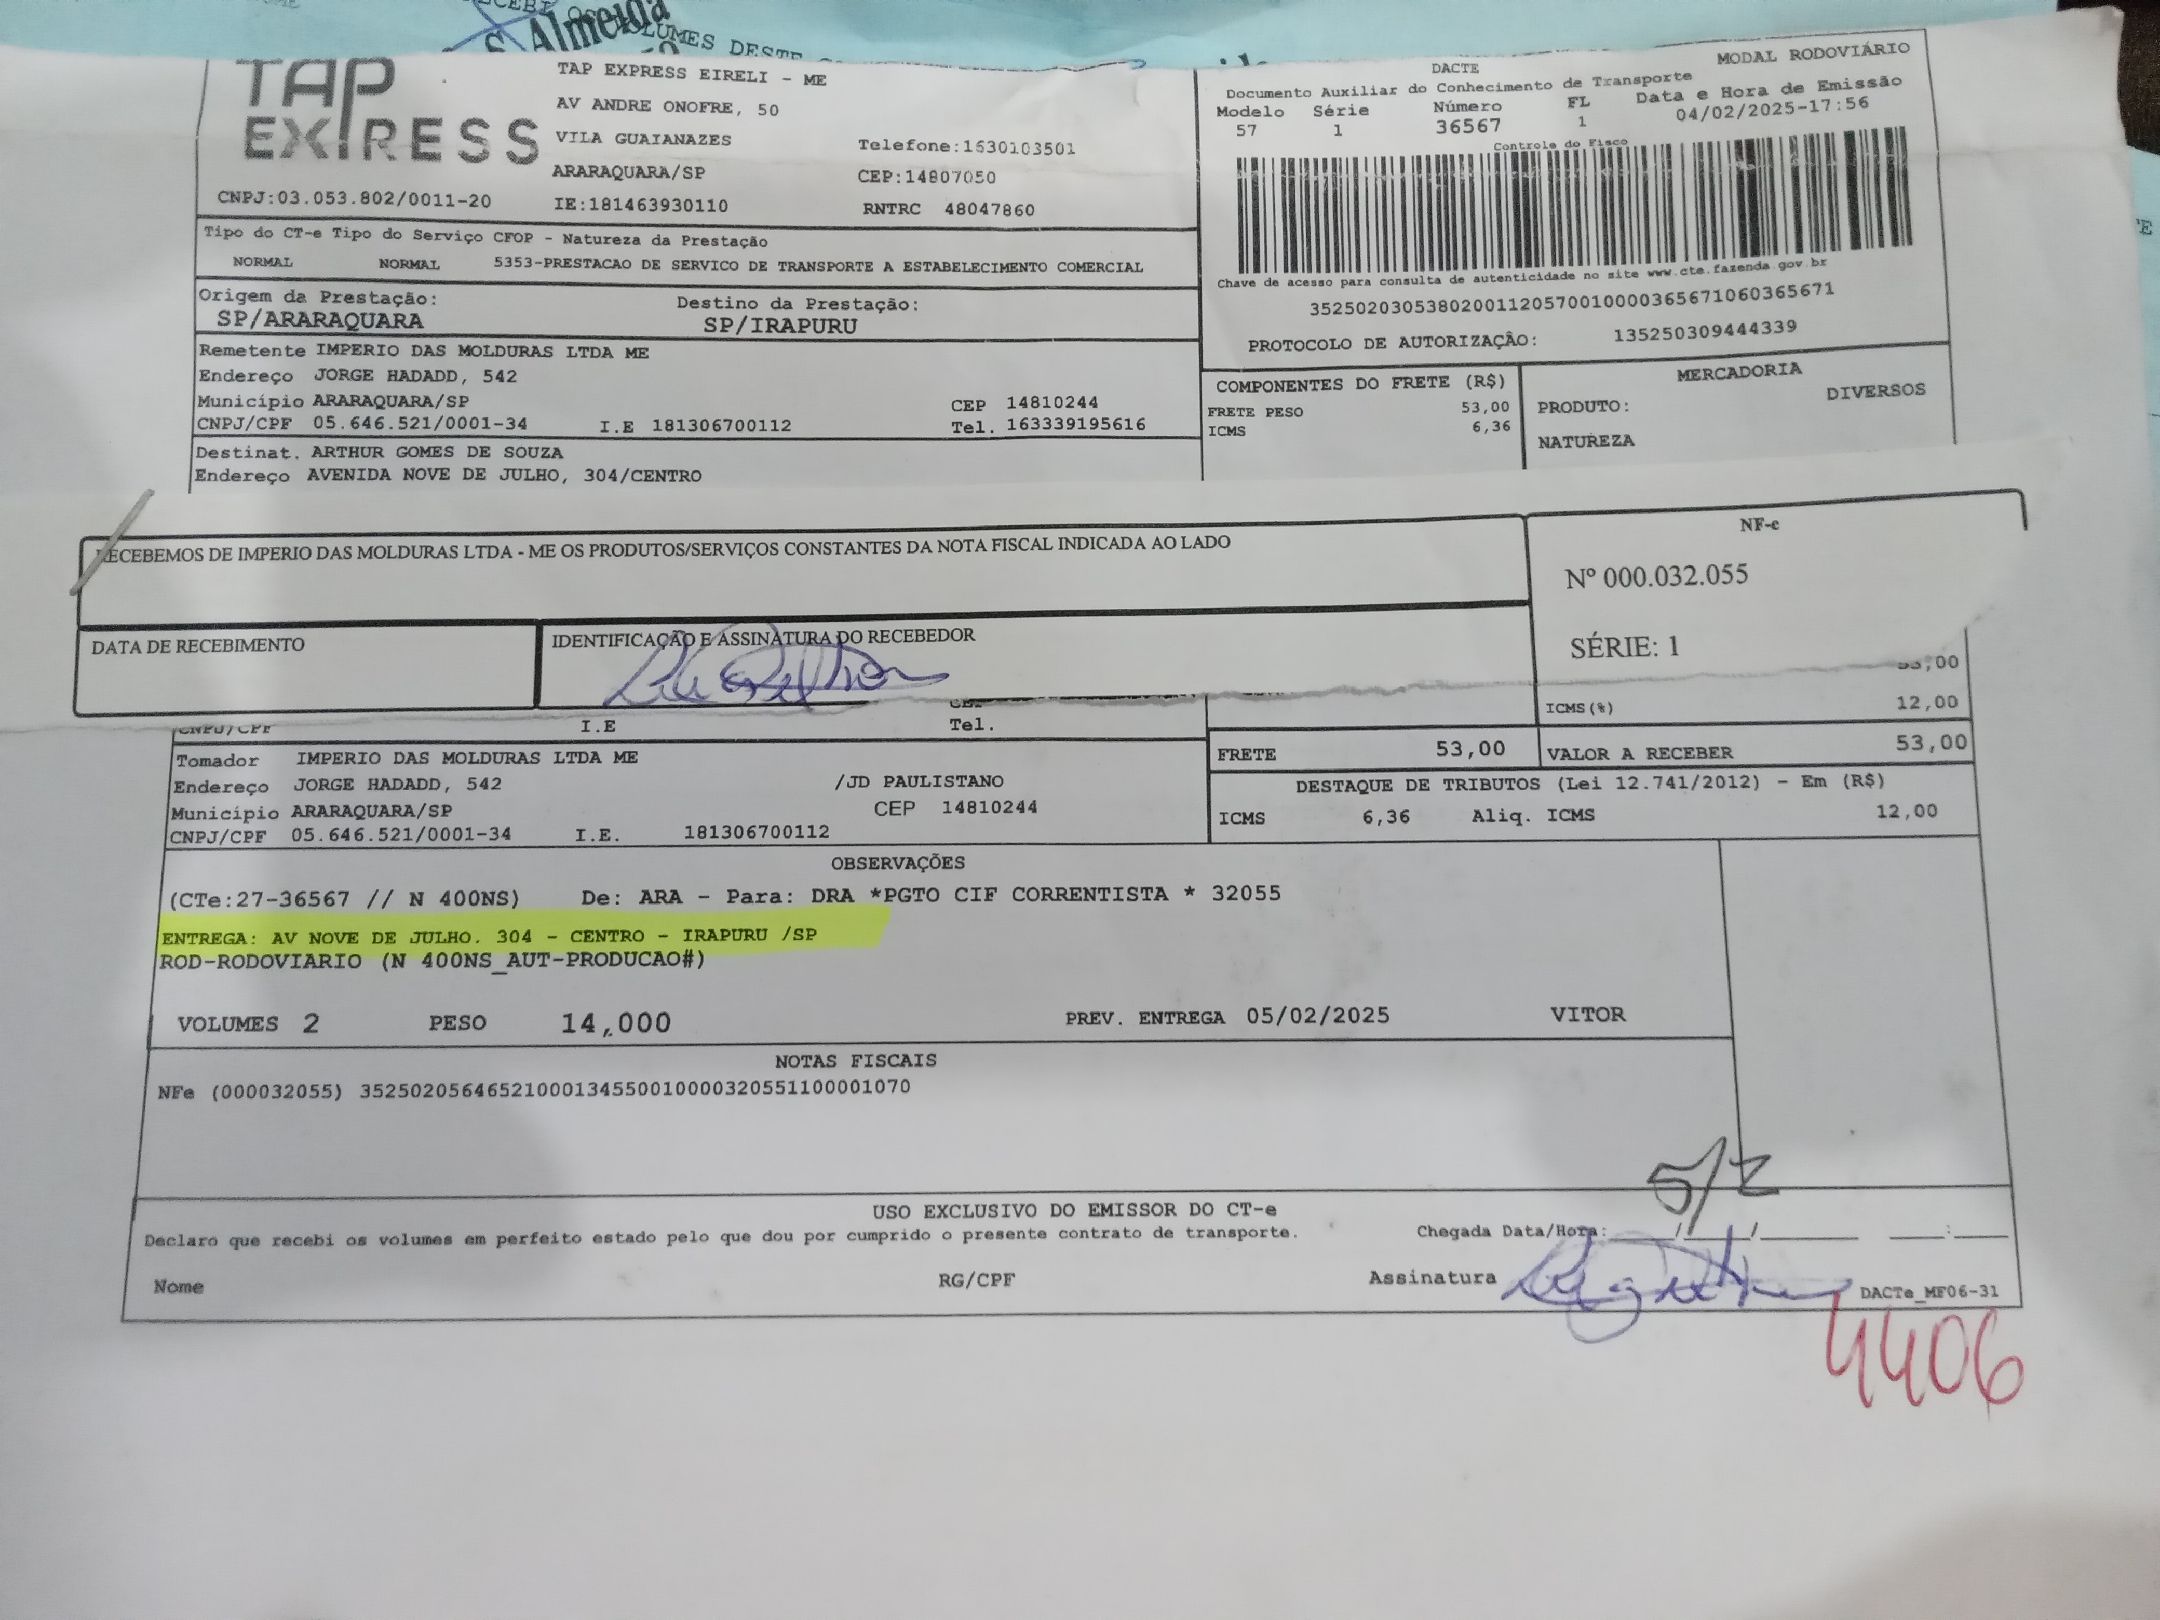 S Almeida
LUMES DESTE
TAP EXPRESS
TAP EXPRESS EIRELI - ME
AV ANDRE ONOFRE, 50
VILA GUAIANAZES
Telefone:1630103501
ARARAQUARA/SP
CEP:14807050
CNPJ:03.053.802/0011-20
IE:181463930110
RNTRC 48047860
DACTE
MODAL RODOVIÁRIO
Documento Auxiliar do Conhecimento de Transporte
Modelo Série Número FL Data e Hora de Emissão
57 1 36567 1 04/02/2025-17:56
Controle do Fisco
Chave de acesso para consulta de autenticidade no site www.cte.fazenda.gov.br
35250203053802001120570010000365671060365671
PROTOCOLO DE AUTORIZAÇÃO: 135250309444339
Tipo do CT-e Tipo do Serviço CFOP - Natureza da Prestação
NORMAL NORMAL 5353-PRESTACAO DE SERVICO DE TRANSPORTE A ESTABELECIMENTO COMERCIAL
Origem da Prestação: Destino da Prestação:
SP/ARARAQUARA SP/IRAPURU
Remetente IMPERIO DAS MOLDURAS LTDA ME
Endereço JORGE HADADD, 542
Município ARARAQUARA/SP CEP 14810244
CNPJ/CPF 05.646.521/0001-34 I.E 181306700112 Tel. 163339195616
Destinat. ARTHUR GOMES DE SOUZA
Endereço AVENIDA NOVE DE JULHO, 304/CENTRO
COMPONENTES DO FRETE (R$)
FRETE PESO 53,00
ICMS 6,36
MERCADORIA
PRODUTO: DIVERSOS
NATUREZA
RECEBEMOS DE IMPERIO DAS MOLDURAS LTDA - ME OS PRODUTOS/SERVIÇOS CONSTANTES DA NOTA FISCAL INDICADA AO LADO
NF-e
Nº 000.032.055
SÉRIE: 1
DATA DE RECEBIMENTO
IDENTIFICAÇÃO E ASSINATURA DO RECEBEDOR
53,00
ICMS(%) 12,00
CNPJ/CPF I.E Tel.
Tomador IMPERIO DAS MOLDURAS LTDA ME
Endereço JORGE HADADD, 542 /JD PAULISTANO
Município ARARAQUARA/SP CEP 14810244
CNPJ/CPF 05.646.521/0001-34 I.E. 181306700112
FRETE 53,00 VALOR A RECEBER 53,00
DESTAQUE DE TRIBUTOS (Lei 12.741/2012) - Em (R$)
ICMS 6,36 Aliq. ICMS 12,00
OBSERVAÇÕES
(CTe:27-36567 // N 400NS) De: ARA - Para: DRA *PGTO CIF CORRENTISTA * 32055
ENTREGA: AV NOVE DE JULHO. 304 - CENTRO - IRAPURU /SP
ROD-RODOVIARIO (N 400NS_AUT-PRODUCAO#)
VOLUMES 2 PESO 14,000 PREV. ENTREGA 05/02/2025 VITOR
NOTAS FISCAIS
NFe (000032055) 35250205646521000134550010000320551100001070
5/2
USO EXCLUSIVO DO EMISSOR DO CT-e
Declaro que recebi os volumes em perfeito estado pelo que dou por cumprido o presente contrato de transporte.
Chegada Data/Hora: ____/____/______ ___:___
Nome RG/CPF Assinatura
DACTe_MF06-31
4406